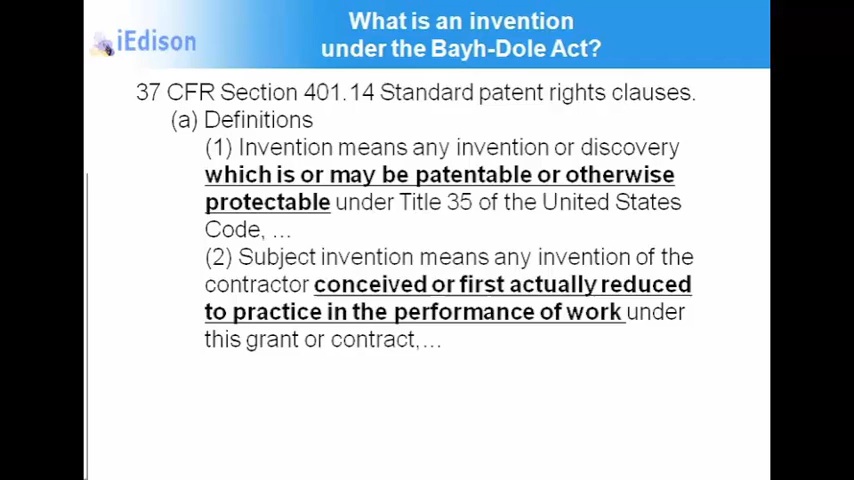 iEdison
What is an invention
under the Bayh-Dole Act?
37 CFR Section 401.14 Standard patent rights clauses.
(a) Definitions
(1) Invention means any invention or discovery
which is or may be patentable or otherwise
protectable under Title 35 of the United States
Code, ...
(2) Subject invention means any invention of the
contractor conceived or first actually reduced
to practice in the performance of work under
this grant or contract,...